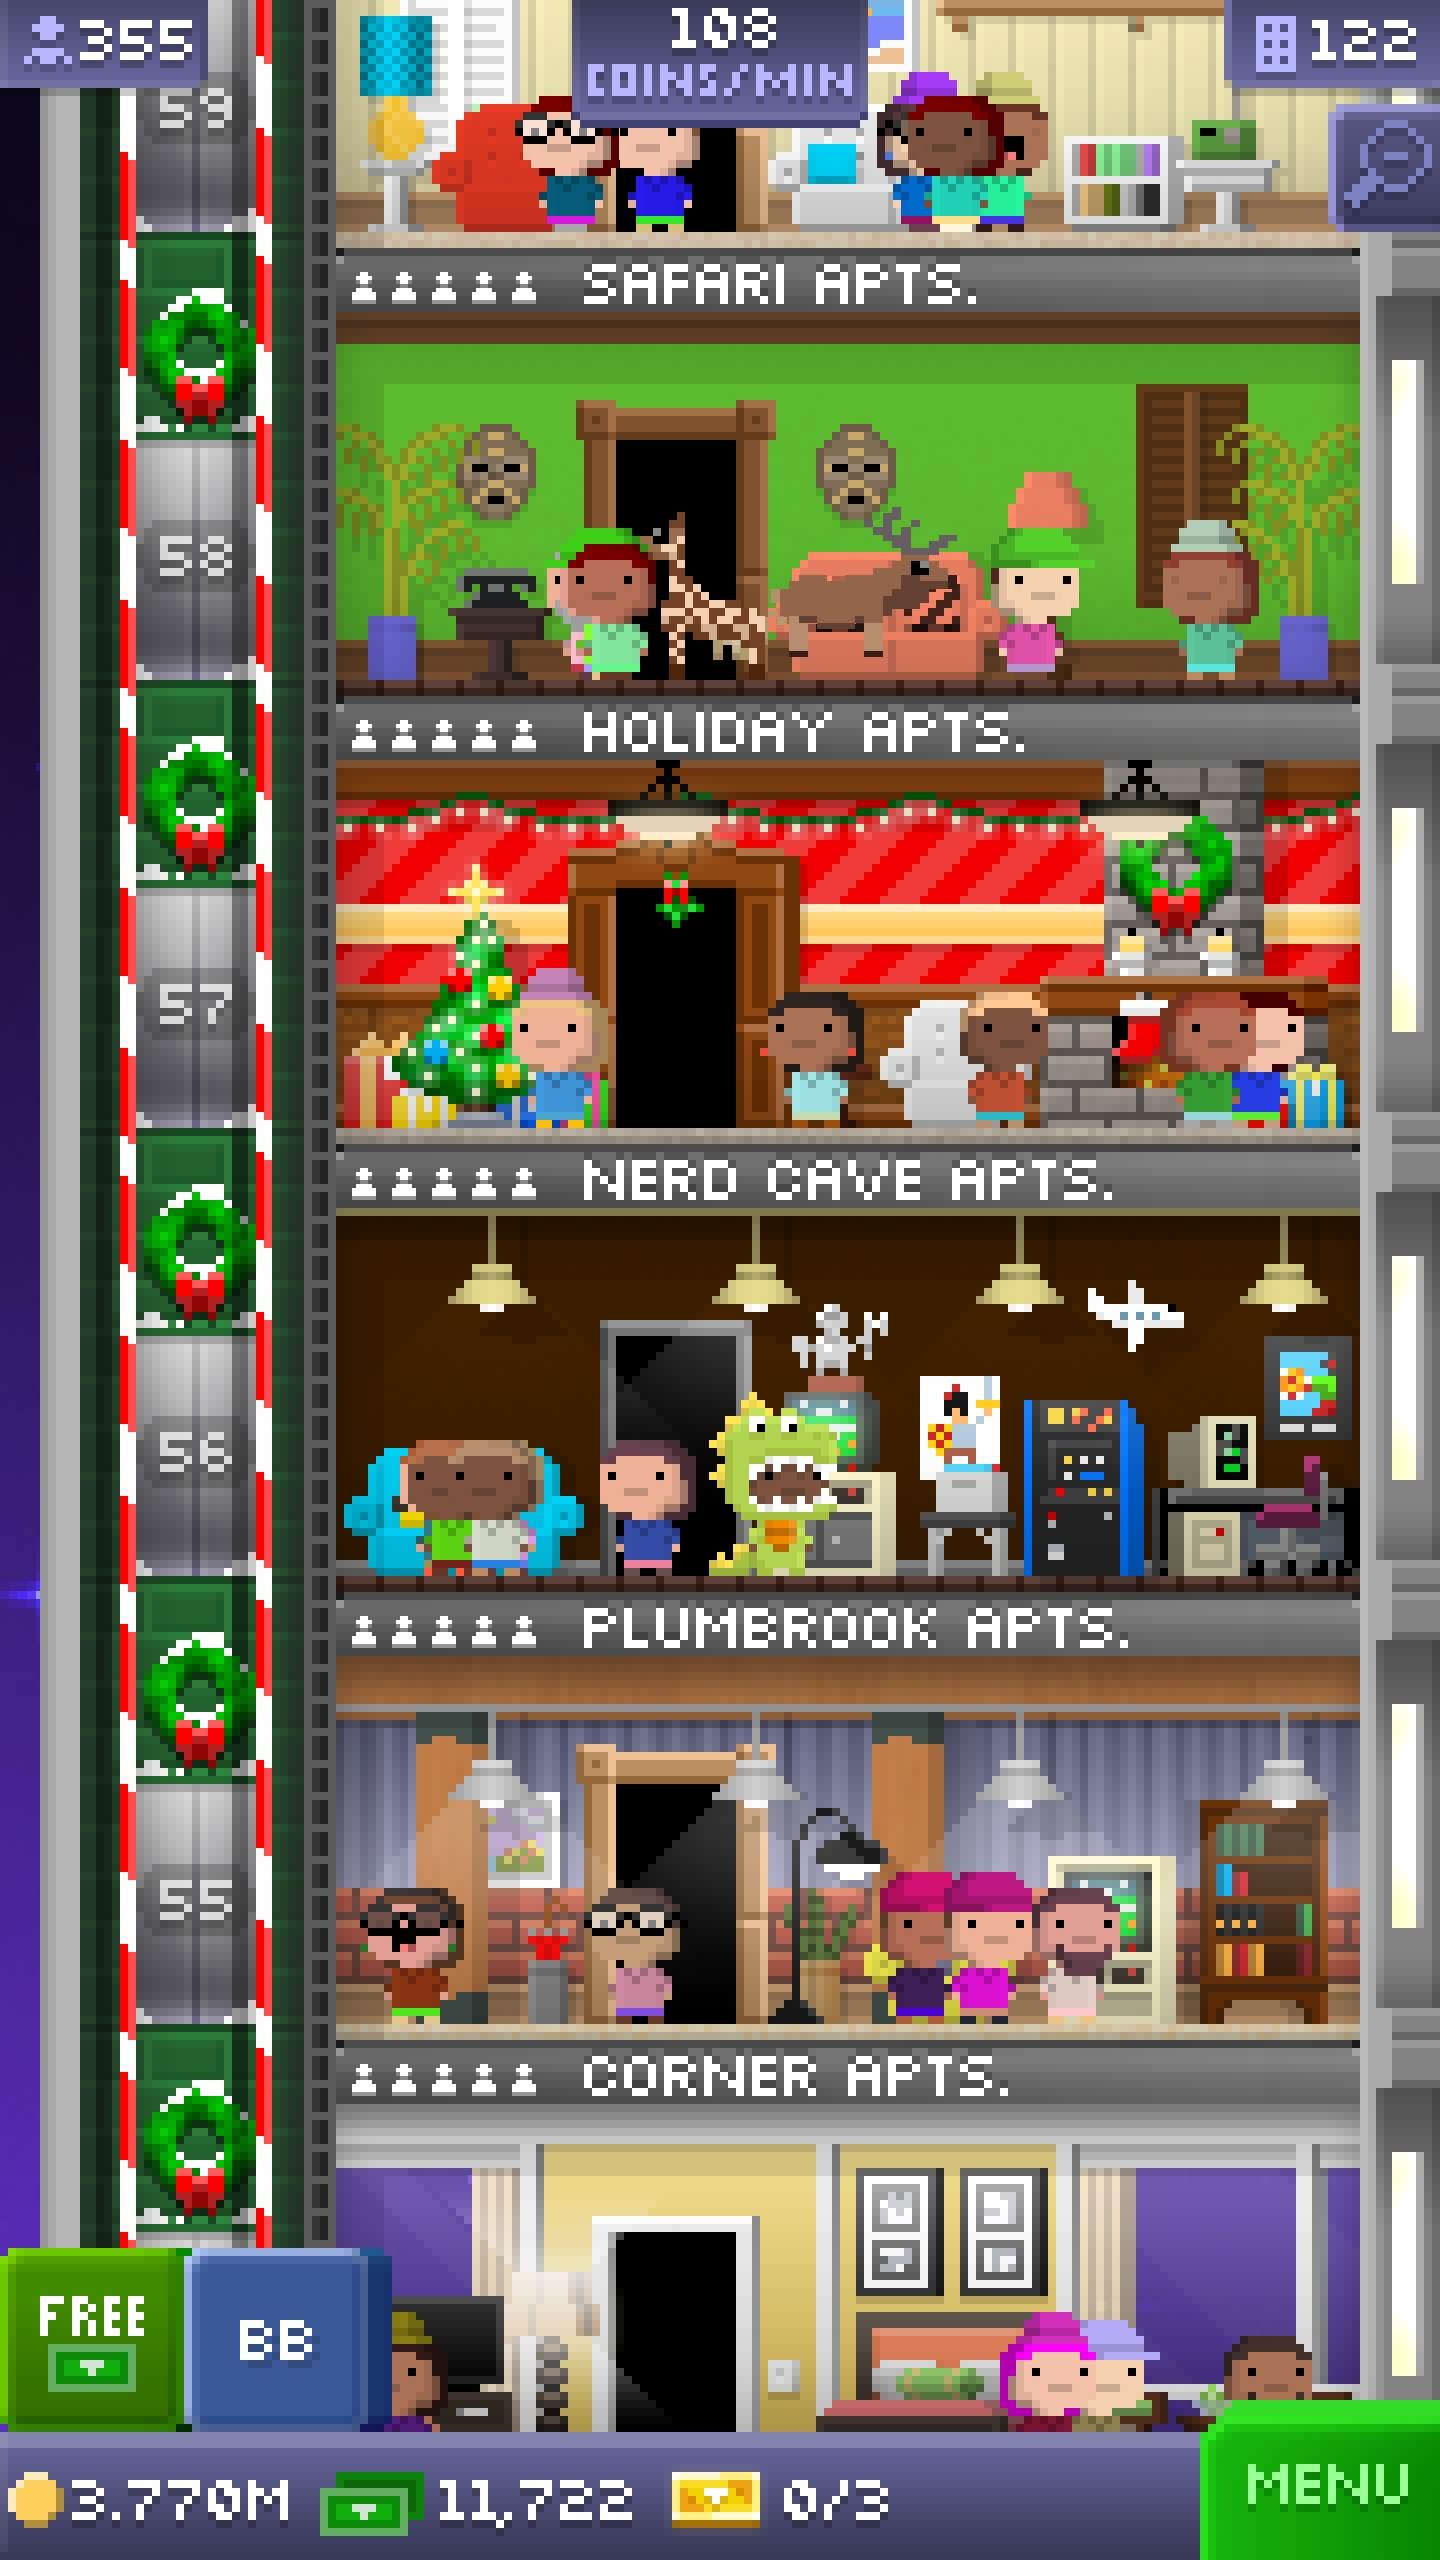 355
108
COINS/MIN
122
59
SAFARI APTS.
58
HOLIDAY APTS.
57
NERD CAVE APTS.
56
PLUMBROOK APTS.
55
CORNER APTS.
FREE
BB
3.770M
11,722
0/3
MENU